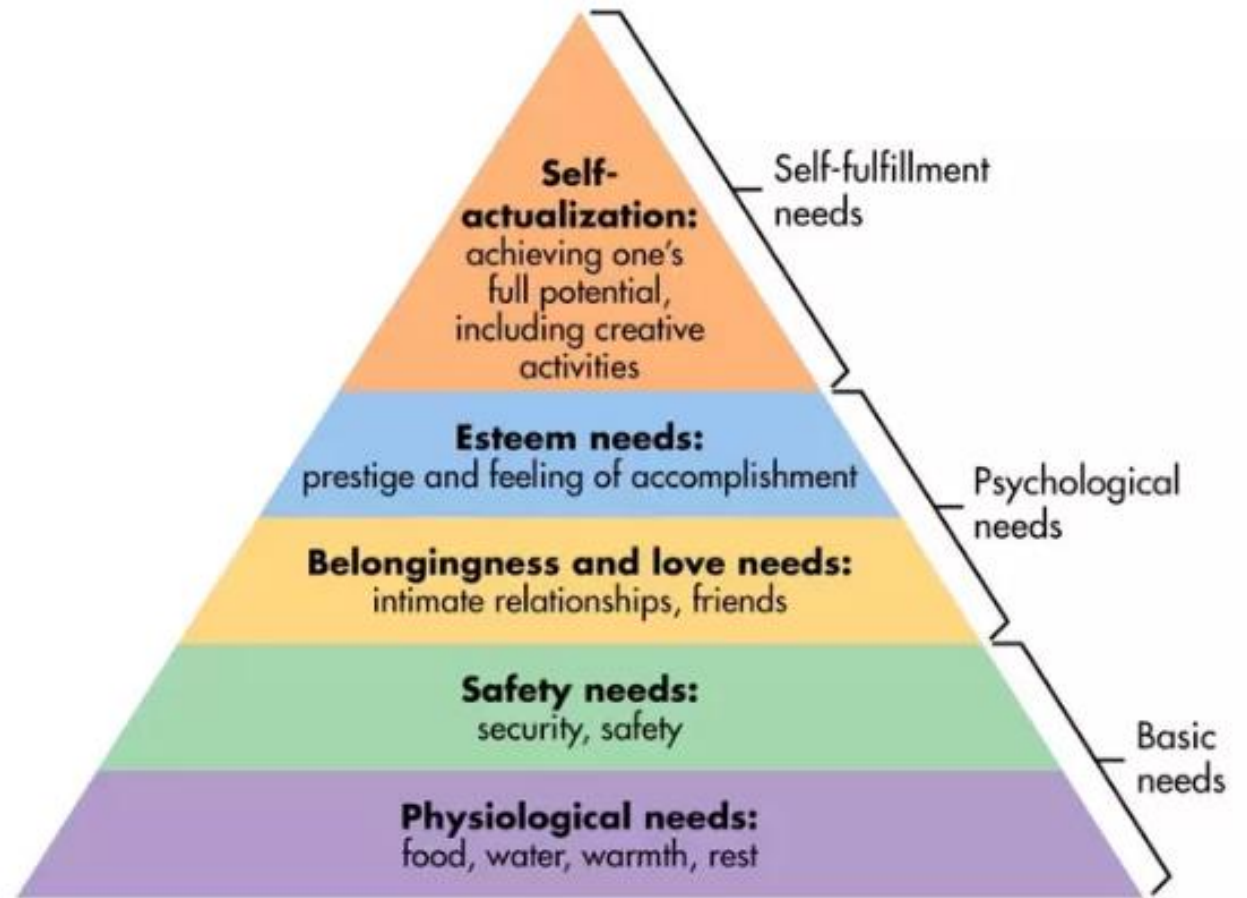 Self-
actualization:
achieving one's
full potential,
including creative
activities
Self-fulfillment
needs
Esteem needs:
prestige and feeling of accomplishment
Psychological
needs
Belongingness and love needs:
intimate relationships, friends
Safety needs:
security, safety
Basic
needs
Physiological needs:
food, water, warmth, rest